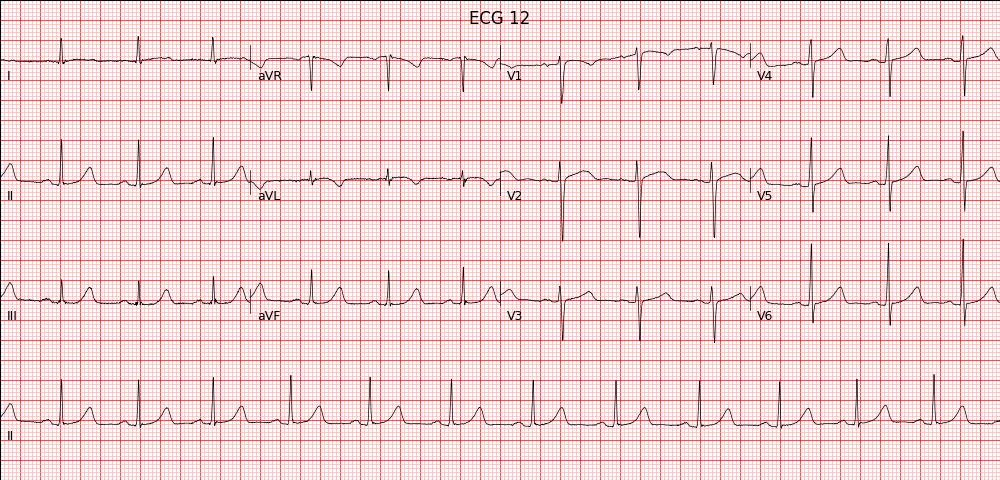 ECG 12
I aVR V1 V4
II aVL V2 V5
III aVF V3 V6
II